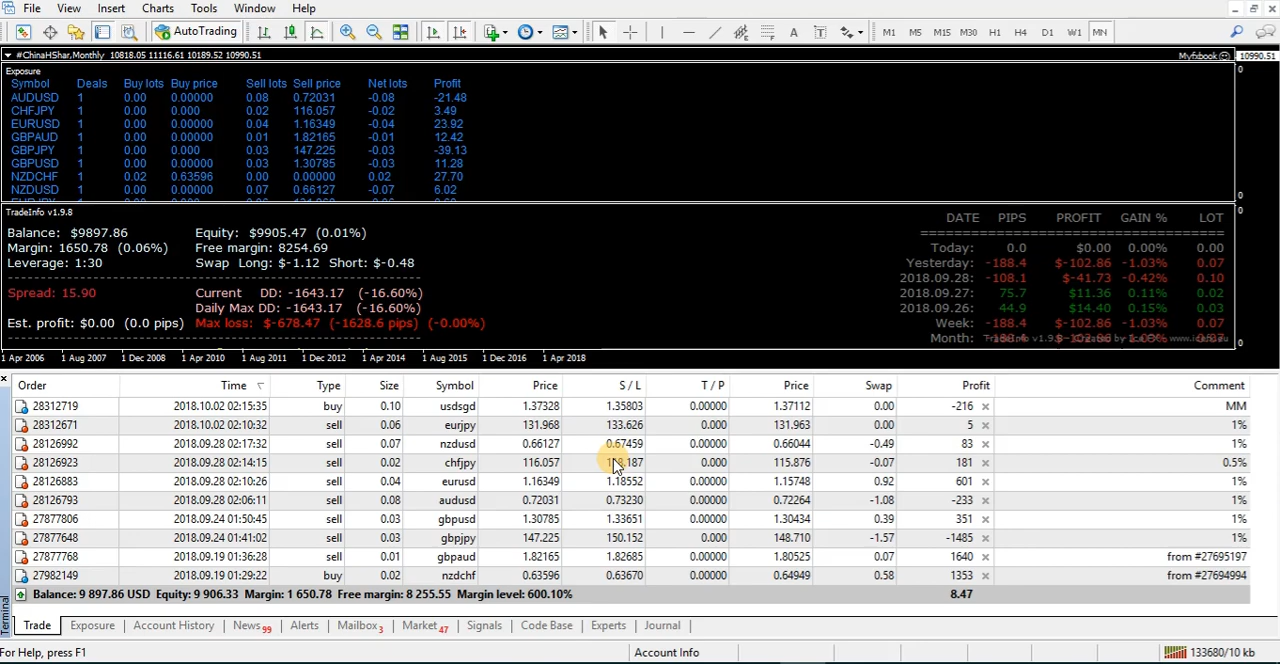 File View Insert Charts Tools Window Help
AutoTrading M1 M5 M15 M30 H1 H4 D1 W1 MN
#ChinaHShar,Monthly 10818.05 11116.61 10189.52 10990.51 Myfxbook 10990.51
Exposure 0
Symbol Deals Buy lots Buy price Sell lots Sell price Net lots Profit
AUDUSD 1 0.00 0.00000 0.08 0.72031 -0.08 -21.48
CHFJPY 1 0.00 0.000 0.02 116.057 -0.02 3.49
EURUSD 1 0.00 0.00000 0.04 1.16349 -0.04 23.92
GBPAUD 1 0.00 0.00000 0.01 1.82165 -0.01 12.42
GBPJPY 1 0.00 0.000 0.03 147.225 -0.03 -39.13
GBPUSD 1 0.00 0.00000 0.03 1.30785 -0.03 11.28
NZDCHF 1 0.02 0.63596 0.00 0.00000 0.02 27.70
NZDUSD 1 0.00 0.00000 0.07 0.66127 -0.07 6.02
0
TradeInfo v1.9.8 0
DATE PIPS PROFIT GAIN % LOT
Balance: $9897.86 Equity: $9905.47 (0.01%)
Margin: 1650.78 (0.06%) Free margin: 8254.69 Today: 0.0 $0.00 0.00% 0.00
Leverage: 1:30 Swap Long: $-1.12 Short: $-0.48 Yesterday: -188.4 $-102.86 -1.03% 0.07
2018.09.28: -108.1 $-41.73 -0.42% 0.10
Spread: 15.90 Current DD: -1643.17 (-16.60%) 2018.09.27: 75.7 $11.36 0.11% 0.02
Daily Max DD: -1643.17 (-16.60%) 2018.09.26: 44.9 $14.40 0.15% 0.03
Est. profit: $0.00 (0.0 pips) Max loss: $-678.47 (-1628.6 pips) (-0.00%) Week: -188.4 $-102.86 -1.03% 0.07
Month: 0
1 Apr 2006 1 Aug 2007 1 Dec 2008 1 Apr 2010 1 Aug 2011 1 Dec 2012 1 Apr 2014 1 Aug 2015 1 Dec 2016 1 Apr 2018
Order Time Type Size Symbol Price S / L T / P Price Swap Profit Comment
28312719 2018.10.02 02:15:35 buy 0.10 usdsgd 1.37328 1.35803 0.00000 1.37112 0.00 -216 MM
28312671 2018.10.02 02:10:32 sell 0.06 eurjpy 131.968 133.626 0.000 131.963 0.00 5 1%
28126992 2018.09.28 02:17:32 sell 0.07 nzdusd 0.66127 0.67459 0.00000 0.66044 -0.49 83 1%
28126923 2018.09.28 02:14:15 sell 0.02 chfjpy 116.057 0.000 115.876 -0.07 181 0.5%
28126883 2018.09.28 02:10:26 sell 0.04 eurusd 1.16349 1.18552 0.00000 1.15748 0.92 601 1%
28126793 2018.09.28 02:06:11 sell 0.08 audusd 0.72031 0.73230 0.00000 0.72264 -1.08 -233 1%
27877806 2018.09.24 01:50:45 sell 0.03 gbpusd 1.30785 1.33651 0.00000 1.30434 0.39 351 1%
27877648 2018.09.24 01:41:02 sell 0.03 gbpjpy 147.225 150.152 0.000 148.710 -1.57 -1485 1%
27877768 2018.09.19 01:36:28 sell 0.01 gbpaud 1.82165 1.82685 0.00000 1.80525 0.07 1640 from #27695197
27982149 2018.09.19 01:29:22 buy 0.02 nzdchf 0.63596 0.63670 0.00000 0.64949 0.58 1353 from #27694994
Balance: 9 897.86 USD Equity: 9 906.33 Margin: 1 650.78 Free margin: 8 255.55 Margin level: 600.10% 8.47
Terminal
Trade Exposure Account History News 99 Alerts Mailbox 3 Market 47 Signals Code Base Experts Journal
For Help, press F1 Account Info 133680/10 kb